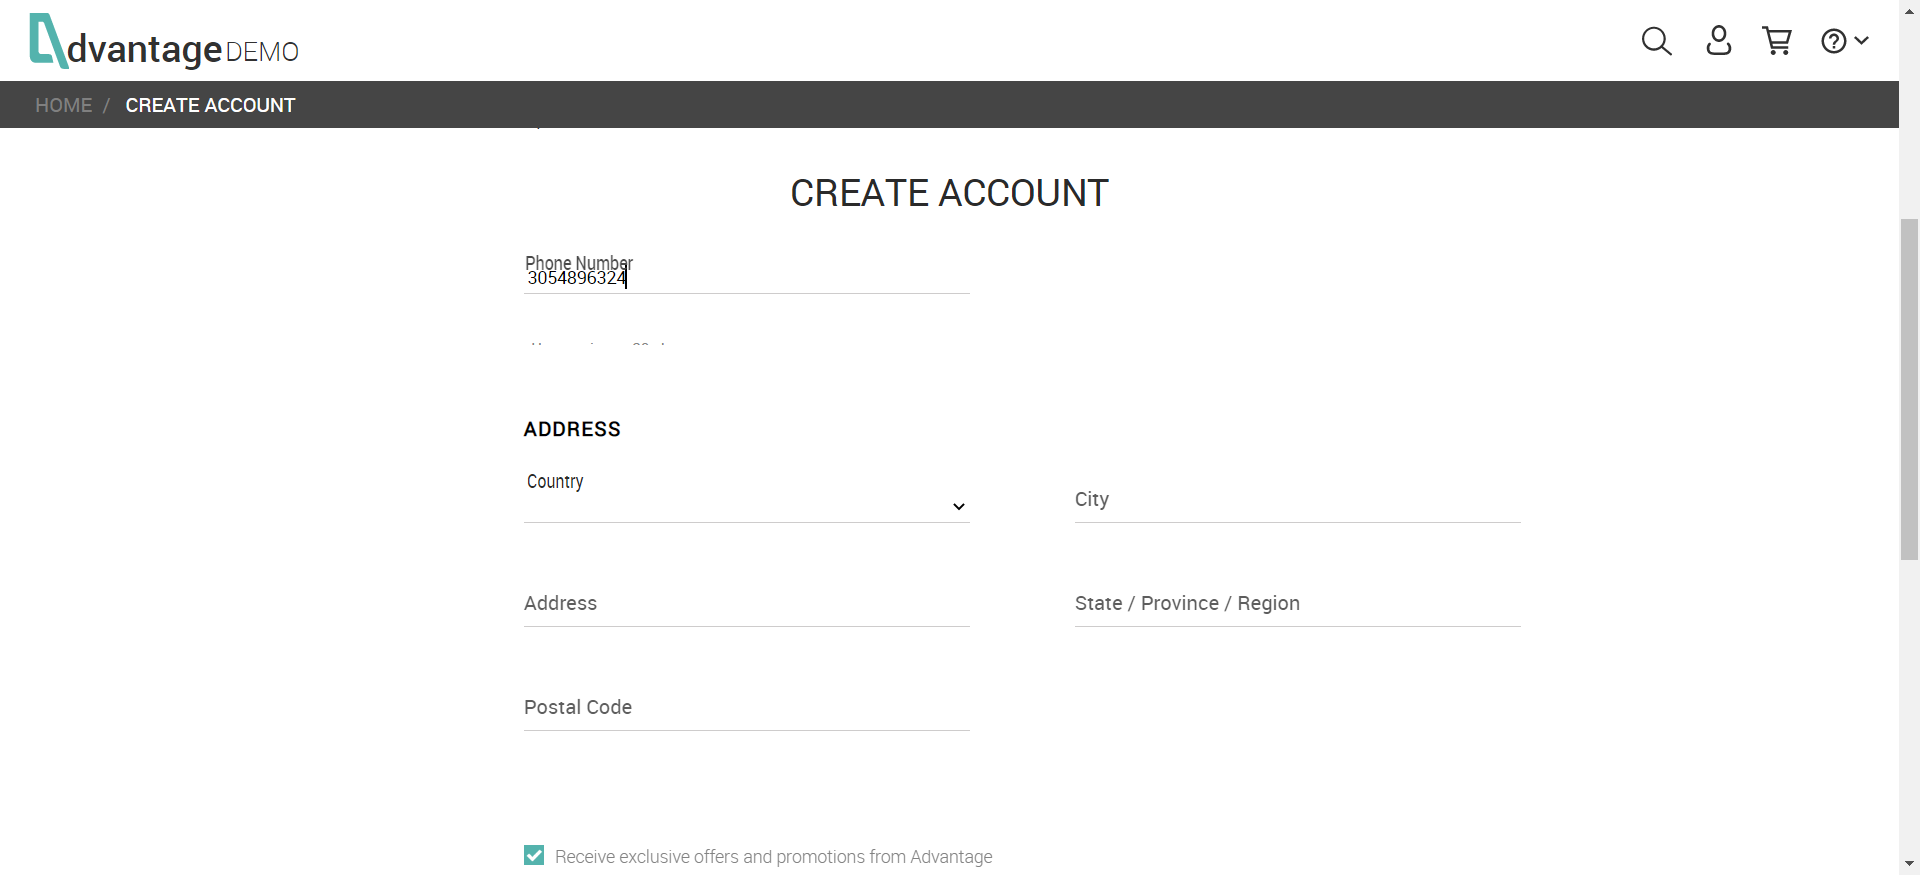 dvantage DEMO
HOME / CREATE ACCOUNT
CREATE ACCOUNT
Phone Number
3054896324
ADDRESS
Country
City
Address
State / Province / Region
Postal Code
Receive exclusive offers and promotions from Advantage